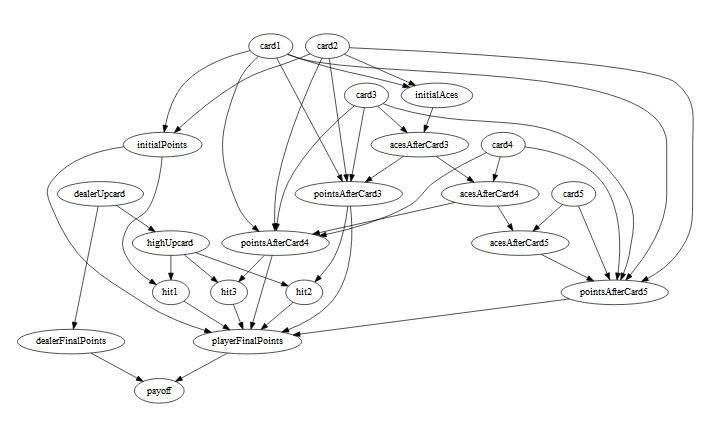 card1
card2
card3
initialAces
initialPoints
acesAfterCard3
card4
dealerUpcard
pointsAfterCard3
acesAfterCard4
card5
highUpcard
pointsAfterCard4
acesAfterCard5
hit1
hit3
hit2
pointsAfterCard5
dealerFinalPoints
playerFinalPoints
payoff